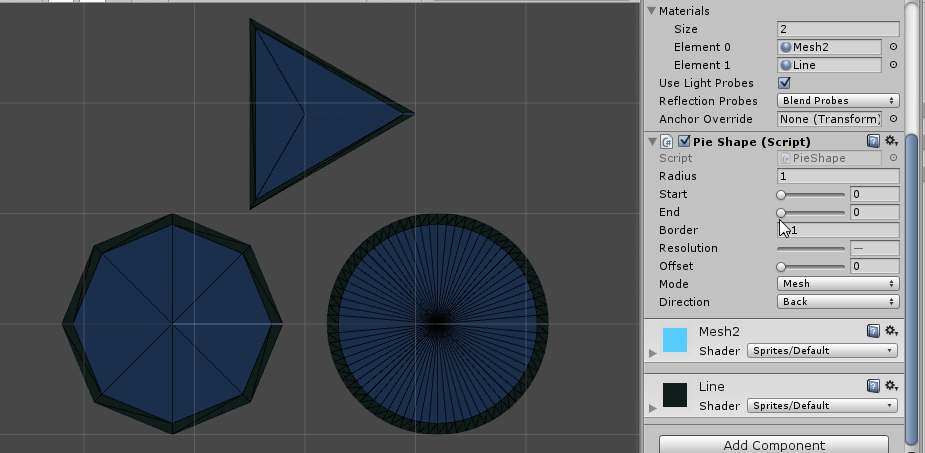 Materials
Size 2
Element 0 Mesh2
Element 1 Line
Use Light Probes
Reflection Probes Blend Probes
Anchor Override None (Transform)
Pie Shape (Script)
Script PieShape
Radius 1
Start 0
End 0
Border 1
Resolution —
Offset 0
Mode Mesh
Direction Back
Mesh2
Shader Sprites/Default
Line
Shader Sprites/Default
Add Component